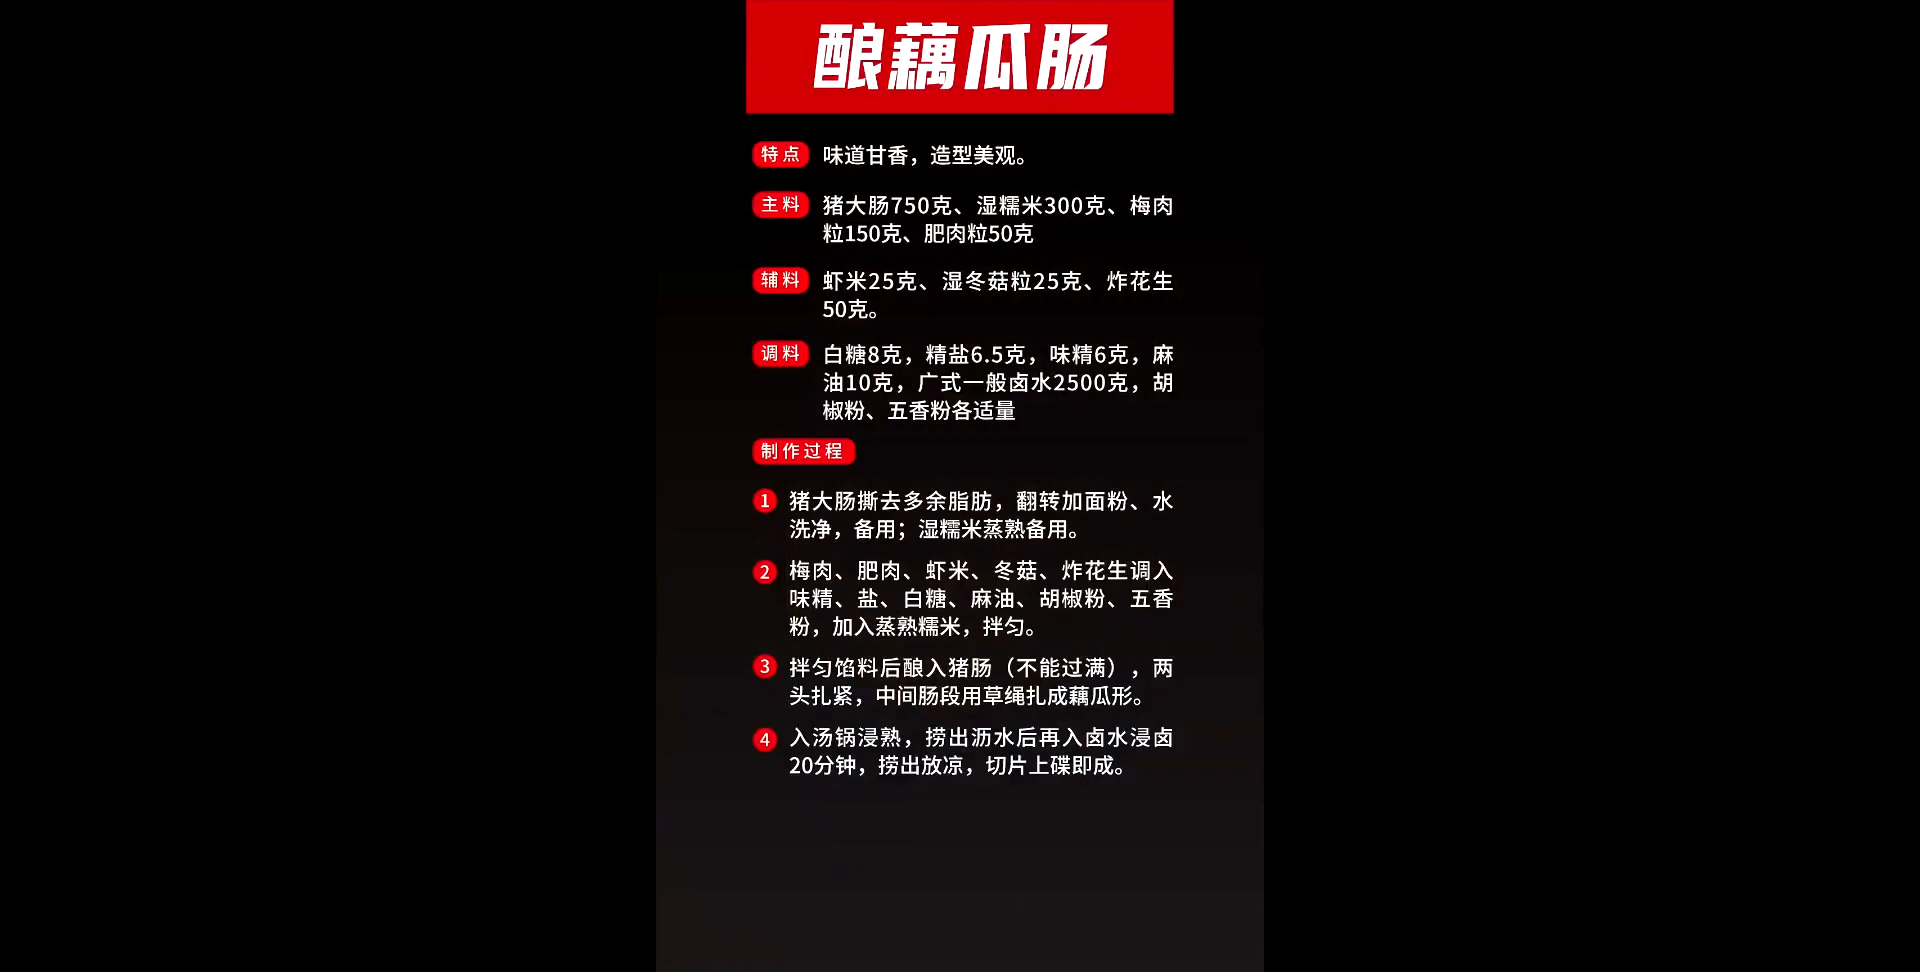 酿藕瓜肠
特点 味道甘香，造型美观。
主料 猪大肠750克、湿糯米300克、梅肉
粒150克、肥肉粒50克
辅料 虾米25克、湿冬菇粒25克、炸花生
50克。
调料 白糖8克，精盐6.5克，味精6克，麻
油10克，广式一般卤水2500克，胡
椒粉、五香粉各适量
制作过程
1 猪大肠撕去多余脂肪，翻转加面粉、水
洗净，备用；湿糯米蒸熟备用。
2 梅肉、肥肉、虾米、冬菇、炸花生调入
味精、盐、白糖、麻油、胡椒粉、五香
粉，加入蒸熟糯米，拌匀。
3 拌匀馅料后酿入猪肠（不能过满），两
头扎紧，中间肠段用草绳扎成藕瓜形。
4 入汤锅浸熟，捞出沥水后再入卤水浸卤
20分钟，捞出放凉，切片上碟即成。